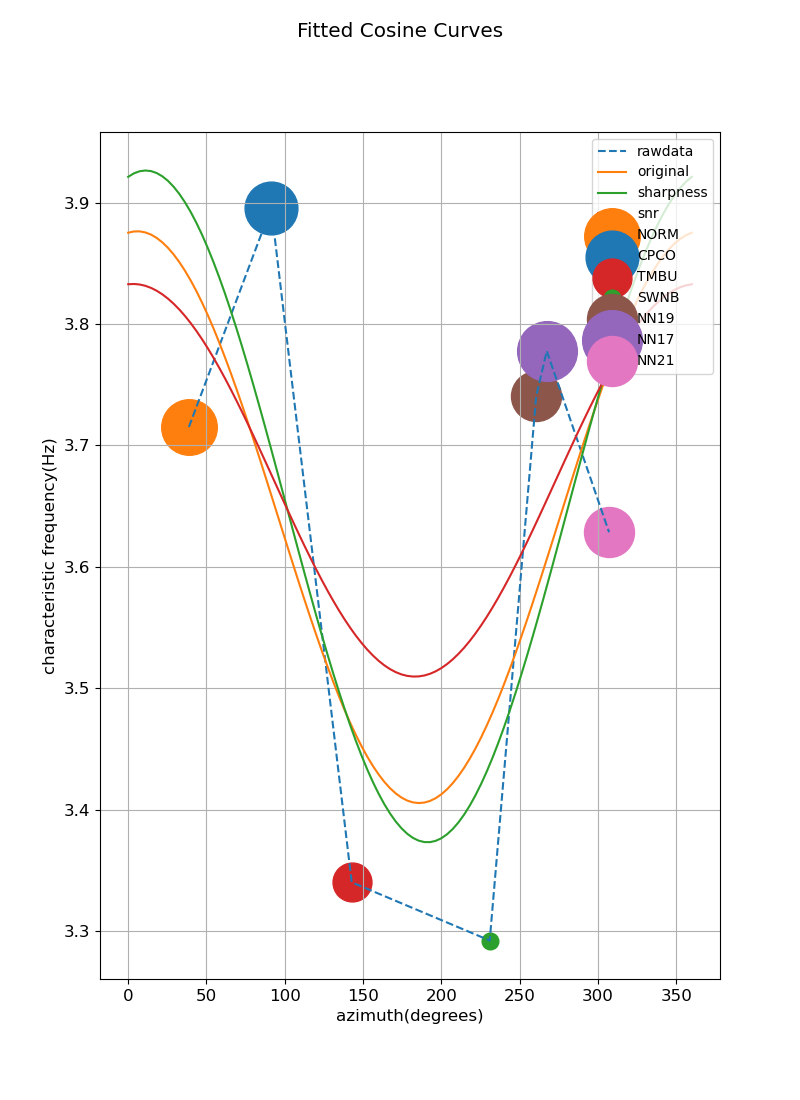 Fitted Cosine Curves
rawdata
original
sharpness
snr
NORM
CPCO
TMBU
SWNB
NN19
NN17
NN21
3.9
3.8
3.7
3.6
3.5
3.4
3.3
characteristic frequency(Hz)
0 50 100 150 200 250 300 350
azimuth(degrees)